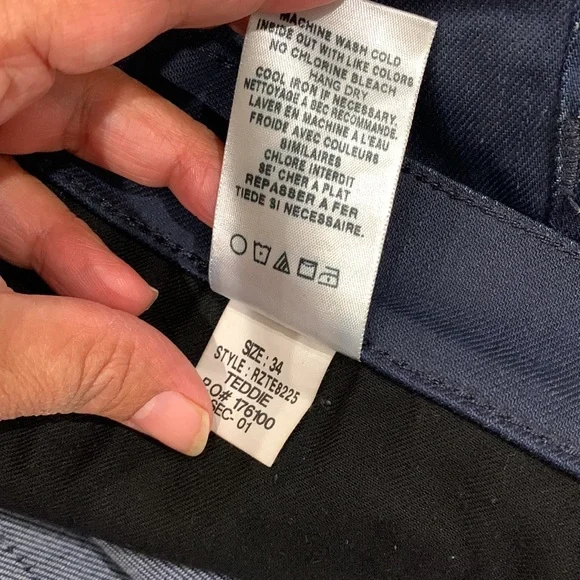 MACHINE WASH COLD
INSIDE OUT WITH LIKE COLORS
NO CHLORINE BLEACH
HANG DRY
COOL IRON IF NECESSARY.
NETTOYAGE A SEC RECOMMANDE.
LAVER EN MACHINE A L'EAU
FROIDE AVEC COULEURS
SIMILAIRES
CHLORE INTERDIT
SE' CHER A PLAT
REPASSER A FER
TIEDE SI NECESSAIRE.
SIZE : 34
STYLE : RZTE8225
TEDDIE
P.O# 176100
SEC- 01